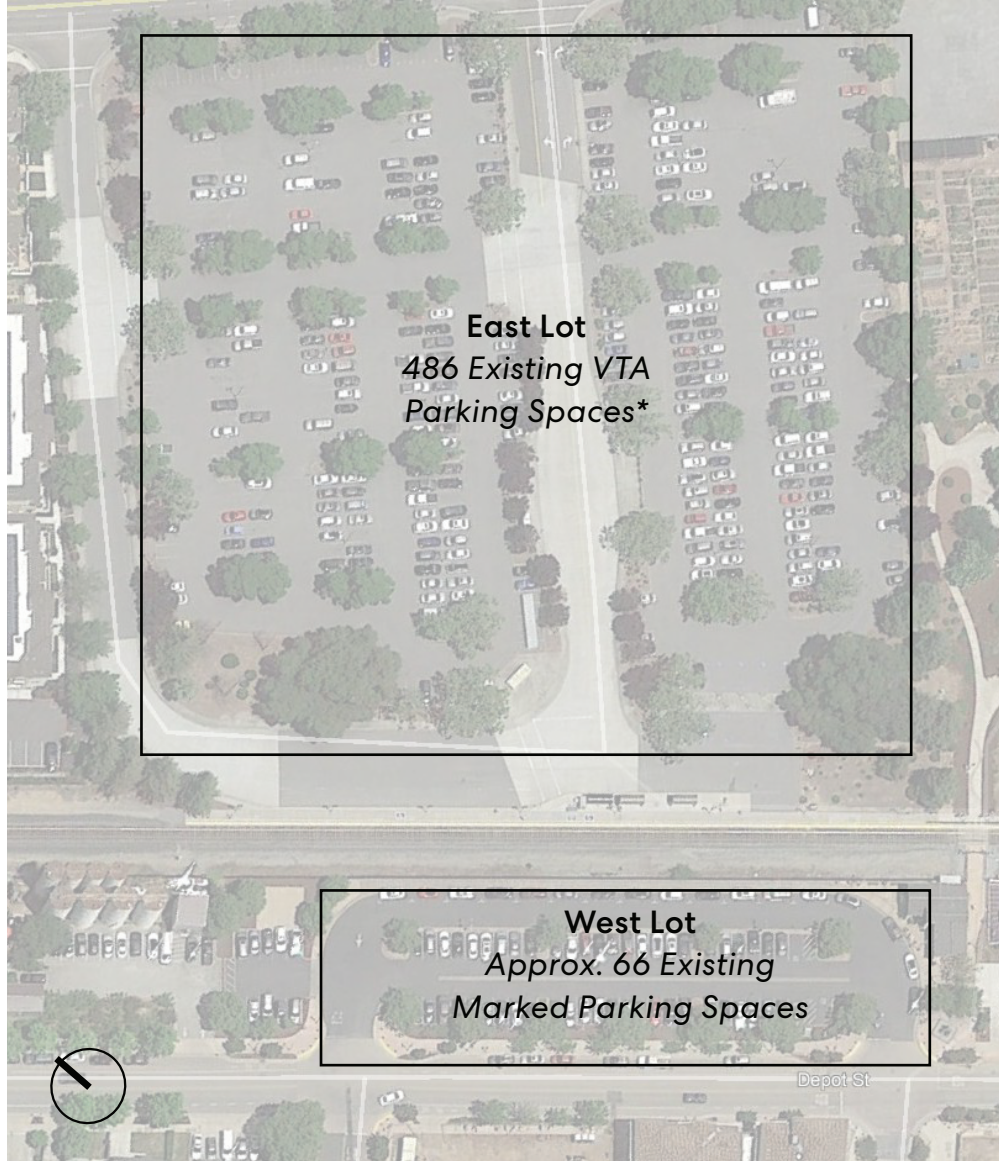 East Lot
486 Existing VTA
Parking Spaces*
West Lot
Approx. 66 Existing
Marked Parking Spaces
Depot St